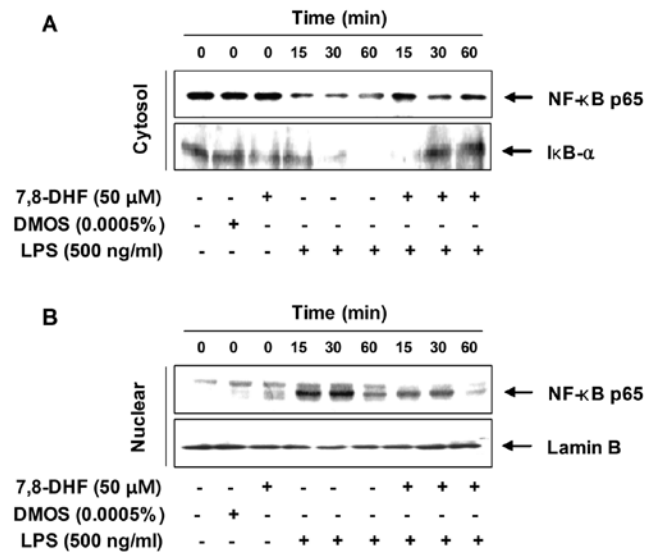 A
Time (min)
0 0 0 15 30 60 15 30 60
Cytosol
NF-κB p65
IκB-α
7,8-DHF (50 μM) - - + - - - + + +
DMOS (0.0005%) - + - - - - - - -
LPS (500 ng/ml) - - - + + + + + +
B
Time (min)
0 0 0 15 30 60 15 30 60
Nuclear
NF-κB p65
Lamin B
7,8-DHF (50 μM) - - + - - - + + +
DMOS (0.0005%) - + - - - - - - -
LPS (500 ng/ml) - - - + + + + + +